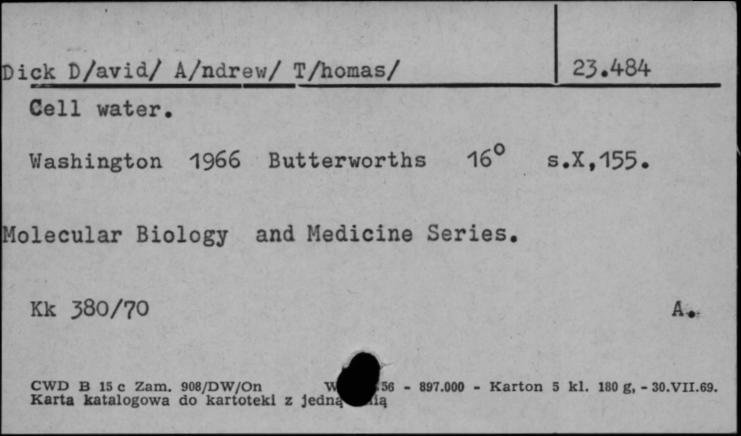 Dick D/avid/ A/ndrew/ T/homas/ 23.484
Cell water.
Washington 1966 Butterworths 16° s.X,155.
Molecular Biology and Medicine Series.
Kk 380/70 A.
CWD B 15 c Zam. 908/DW/On 56 - 897.000 - Karton 5 kl. 180 g, - 30.VII.69.
Karta katalogowa do kartoteki z